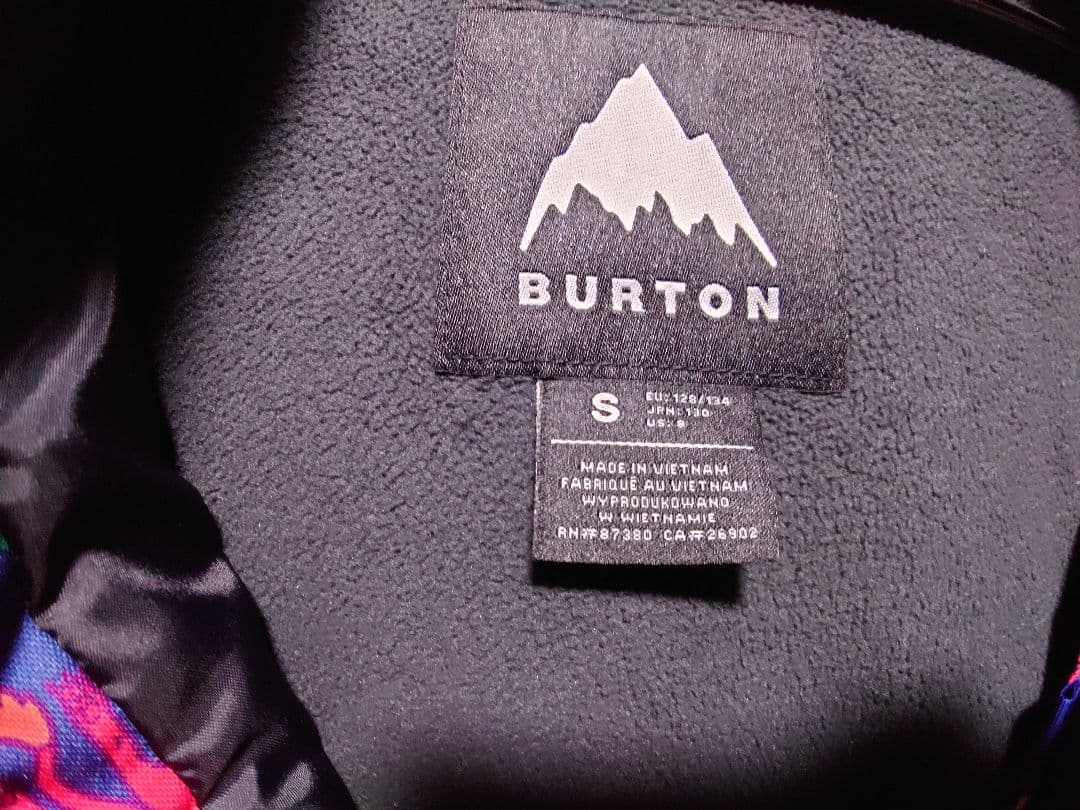 BURTON
S
EU: 128/134
JPN: 130
US: 8
MADE IN VIETNAM
FABRIQUÉ AU VIETNAM
WYPRODUKOWANO
W WIETNAMIE
RN#87380 CA#26902